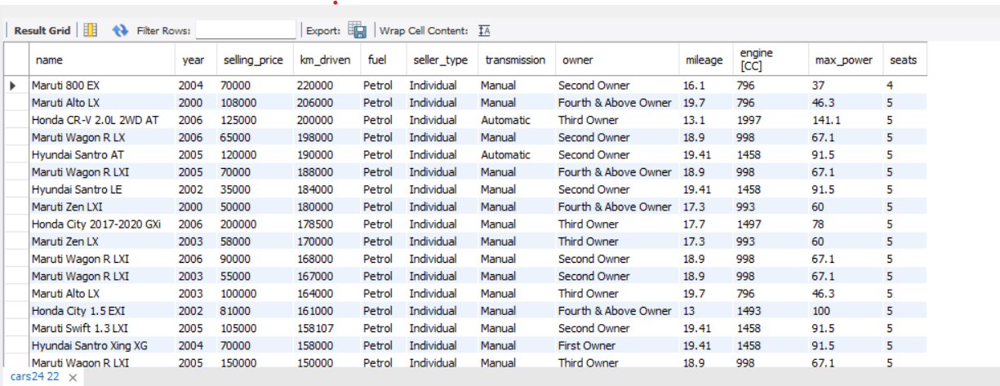 Result Grid Filter Rows: Export: Wrap Cell Content:
name year selling_price km_driven fuel seller_type transmission owner mileage engine [CC] max_power seats
Maruti 800 EX 2004 70000 220000 Petrol Individual Manual Second Owner 16.1 796 37 4
Maruti Alto LX 2000 108000 206000 Petrol Individual Manual Fourth & Above Owner 19.7 796 46.3 5
Honda CR-V 2.0L 2WD AT 2006 125000 200000 Petrol Individual Automatic Third Owner 13.1 1997 141.1 5
Maruti Wagon R LX 2006 65000 198000 Petrol Individual Manual Second Owner 18.9 998 67.1 5
Hyundai Santro AT 2005 120000 190000 Petrol Individual Automatic Second Owner 19.41 1458 91.5 5
Maruti Wagon R LXI 2005 70000 188000 Petrol Individual Manual Fourth & Above Owner 18.9 998 67.1 5
Hyundai Santro LE 2002 35000 184000 Petrol Individual Manual Second Owner 19.41 1458 91.5 5
Maruti Zen LXI 2000 50000 180000 Petrol Individual Manual Fourth & Above Owner 17.3 993 60 5
Honda City 2017-2020 GXi 2006 200000 178500 Petrol Individual Manual Third Owner 17.7 1497 78 5
Maruti Zen LX 2003 58000 170000 Petrol Individual Manual Third Owner 17.3 993 60 5
Maruti Wagon R LXI 2006 90000 168000 Petrol Individual Manual Second Owner 18.9 998 67.1 5
Maruti Wagon R LXI 2003 55000 167000 Petrol Individual Manual Second Owner 18.9 998 67.1 5
Maruti Alto LX 2003 100000 164000 Petrol Individual Manual Third Owner 19.7 796 46.3 5
Honda City 1.5 EXI 2002 81000 161000 Petrol Individual Manual Fourth & Above Owner 13 1493 100 5
Maruti Swift 1.3 LXI 2005 105000 158107 Petrol Individual Manual Second Owner 19.41 1458 91.5 5
Hyundai Santro Xing XG 2004 70000 158000 Petrol Individual Manual First Owner 19.41 1458 91.5 5
Maruti Wagon R LXI 2005 150000 150000 Petrol Individual Manual Third Owner 18.9 998 67.1 5
cars24 22